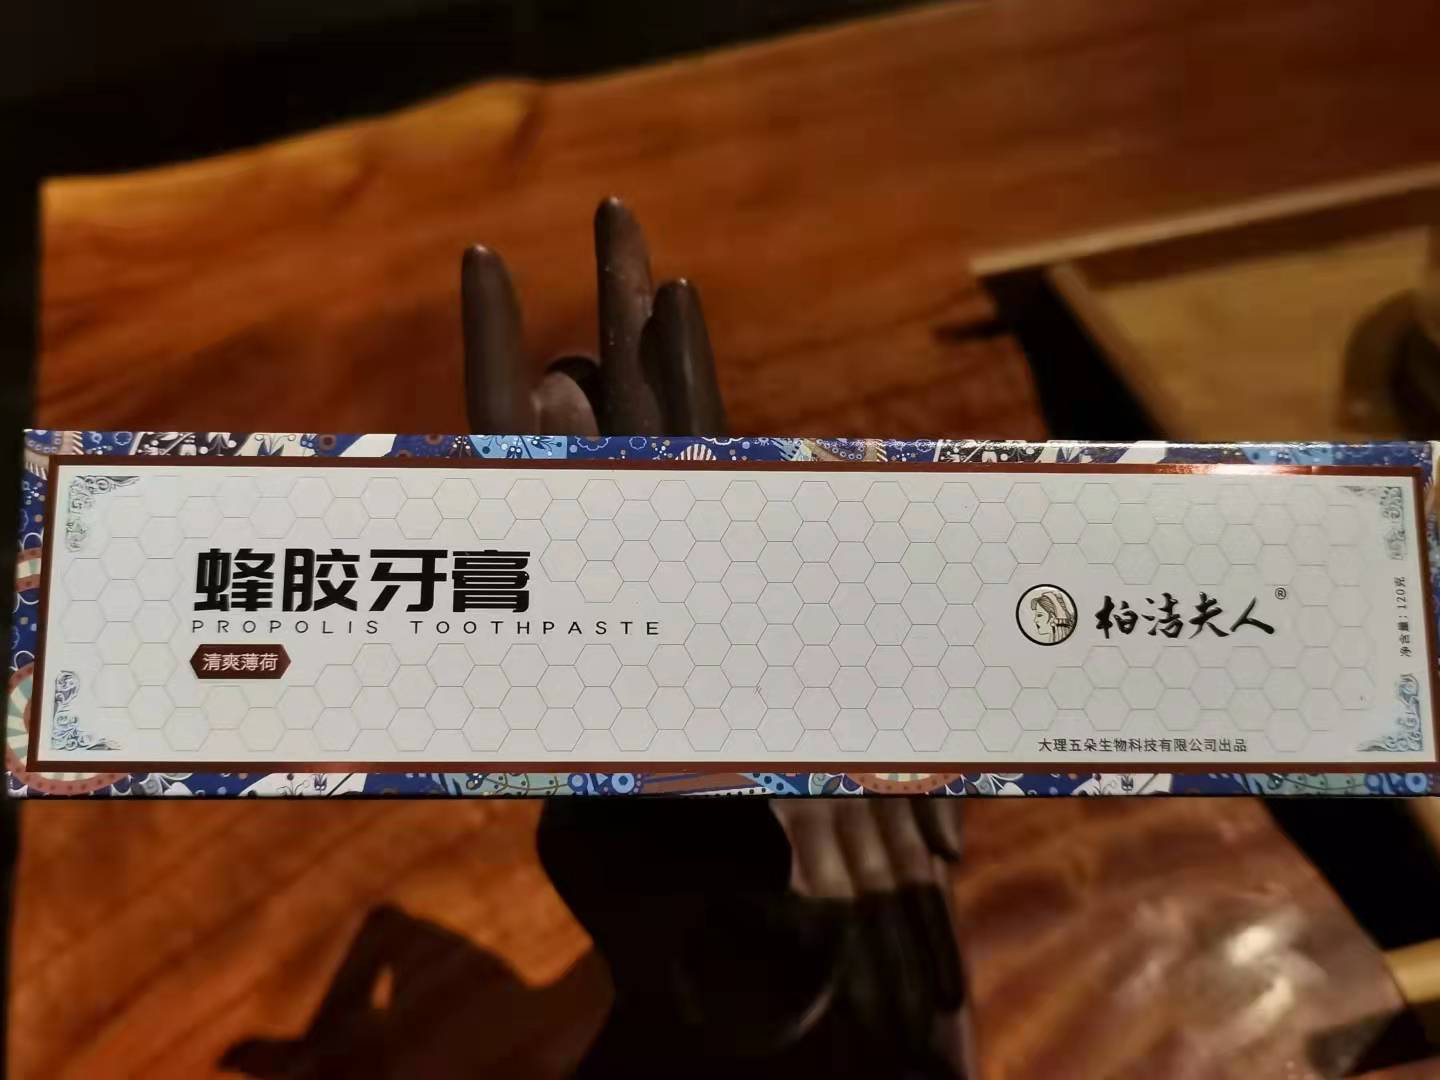 蜂胶牙膏
PROPOLIS TOOTHPASTE
清爽薄荷
柏洁夫人®
净含量：120克
大理五朵生物科技有限公司出品